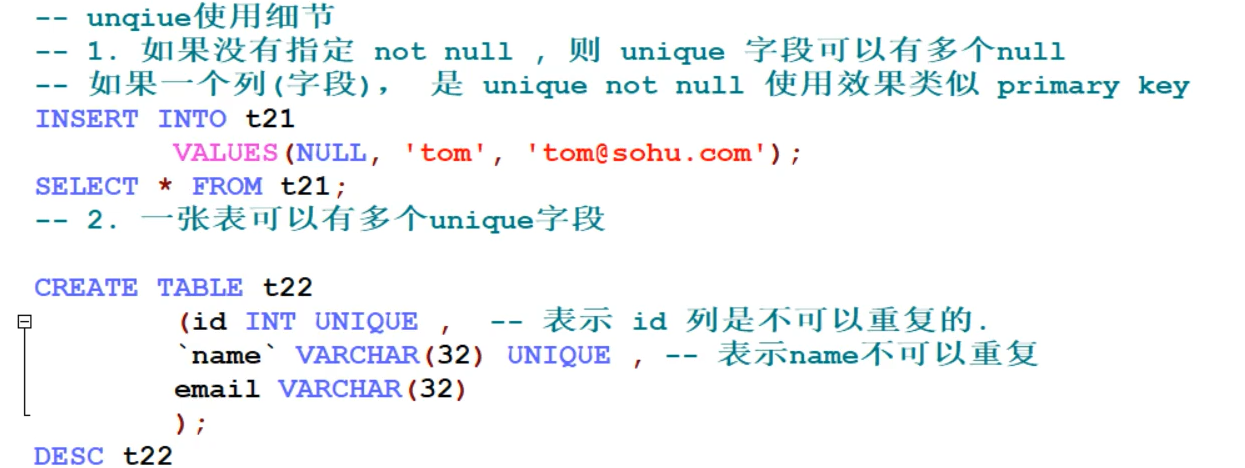 -- unqiue使用细节
-- 1. 如果没有指定 not null , 则 unique 字段可以有多个null
-- 如果一个列(字段)， 是 unique not null 使用效果类似 primary key
INSERT INTO t21
VALUES(NULL, 'tom', 'tom@sohu.com');
SELECT * FROM t21;
-- 2. 一张表可以有多个unique字段
CREATE TABLE t22
(id INT UNIQUE , -- 表示 id 列是不可以重复的.
`name` VARCHAR(32) UNIQUE , -- 表示name不可以重复
email VARCHAR(32)
);
DESC t22